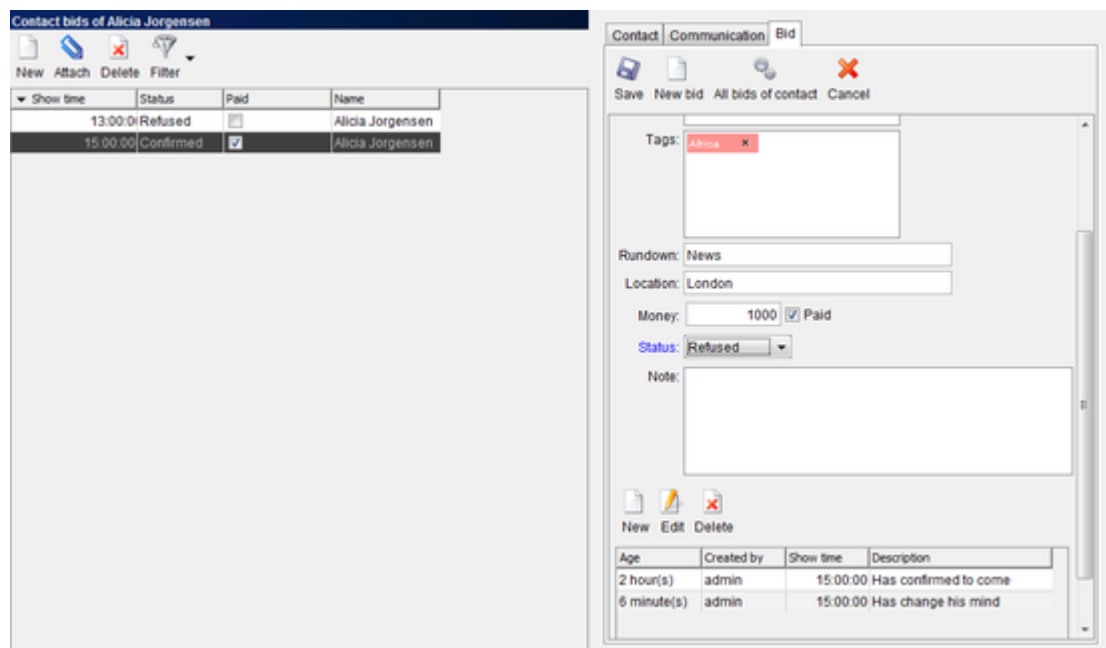 Contact bids of Alicia Jorgensen
New Attach Delete Filter
Show time Status Paid Name
13:00:0 Refused Alicia Jorgensen
15:00:00 Confirmed Alicia Jorgensen
Contact Communication Bid
Save New bid All bids of contact Cancel
Tags: Africa
Rundown: News
Location: London
Money: 1000 Paid
Status: Refused
Note:
New Edit Delete
Age Created by Show time Description
2 hour(s) admin 15:00:00 Has confirmed to come
6 minute(s) admin 15:00:00 Has change his mind